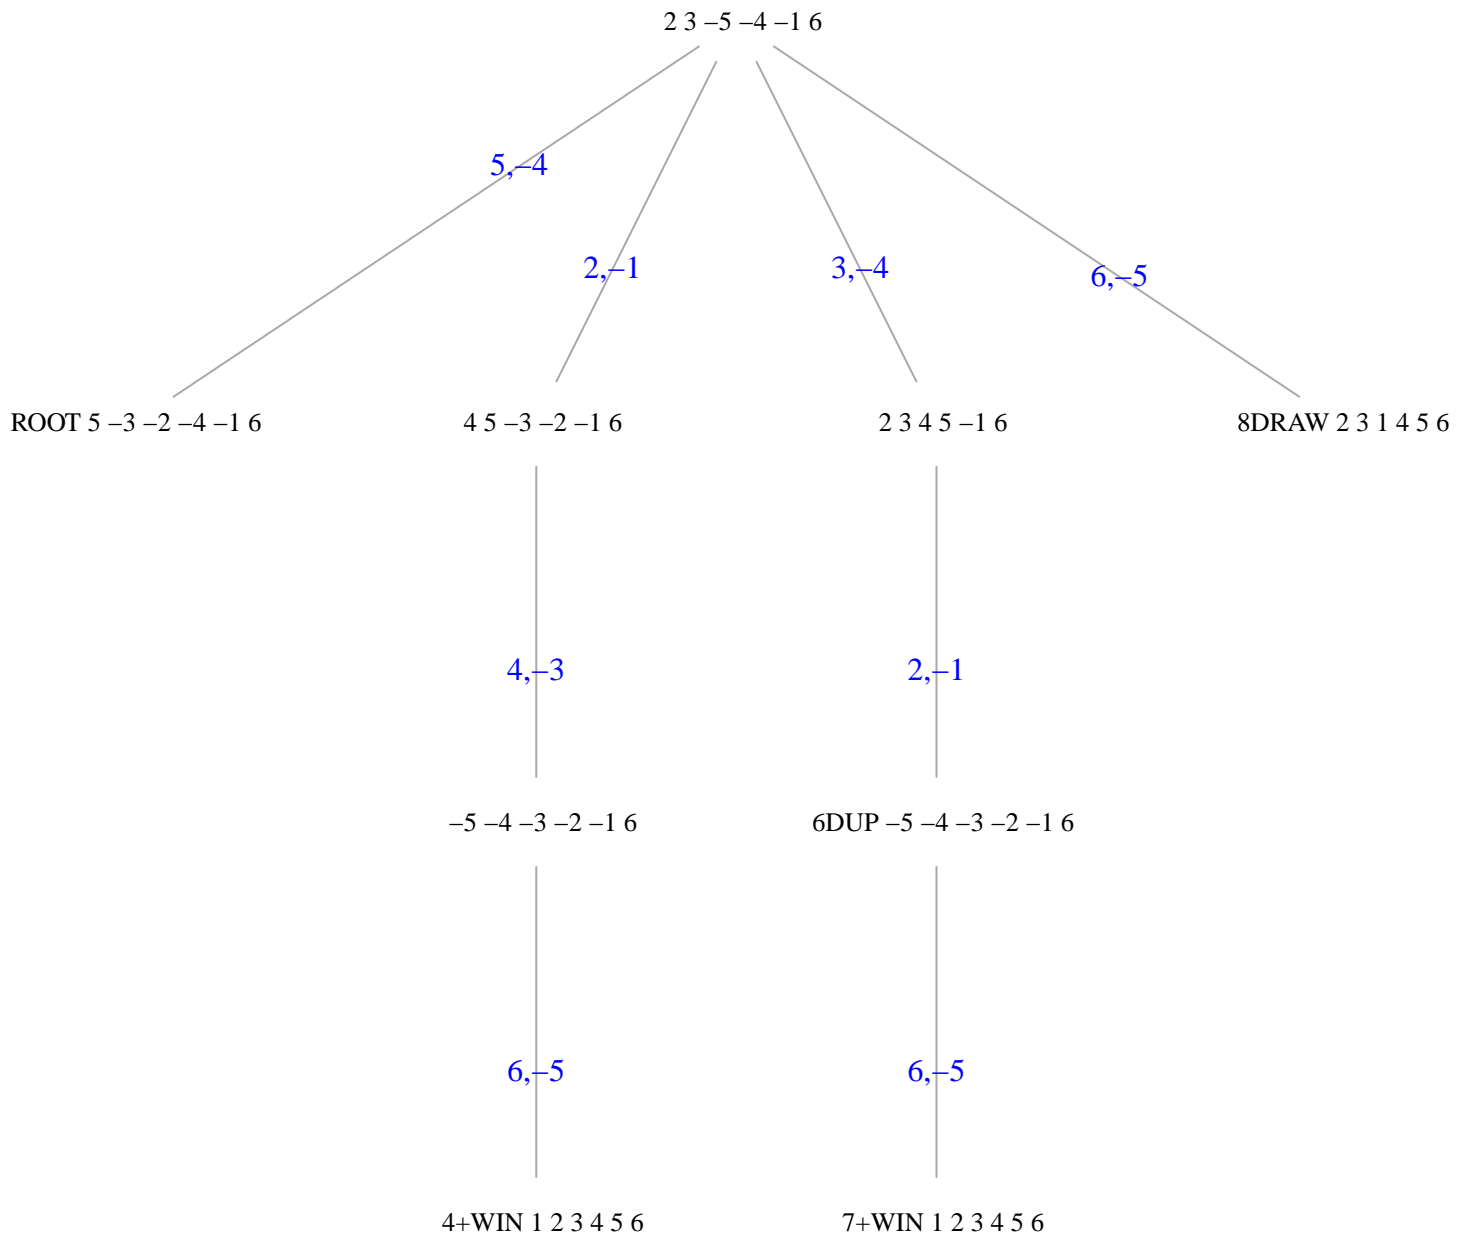 2 3 –5 –4 –1 6
5,–4
2,–1
3,–4
6,–5
ROOT 5 –3 –2 –4 –1 6
4 5 –3 –2 –1 6
2 3 4 5 –1 6
8DRAW 2 3 1 4 5 6
4,–3
2,–1
–5 –4 –3 –2 –1 6
6DUP –5 –4 –3 –2 –1 6
6,–5
6,–5
4+WIN 1 2 3 4 5 6
7+WIN 1 2 3 4 5 6